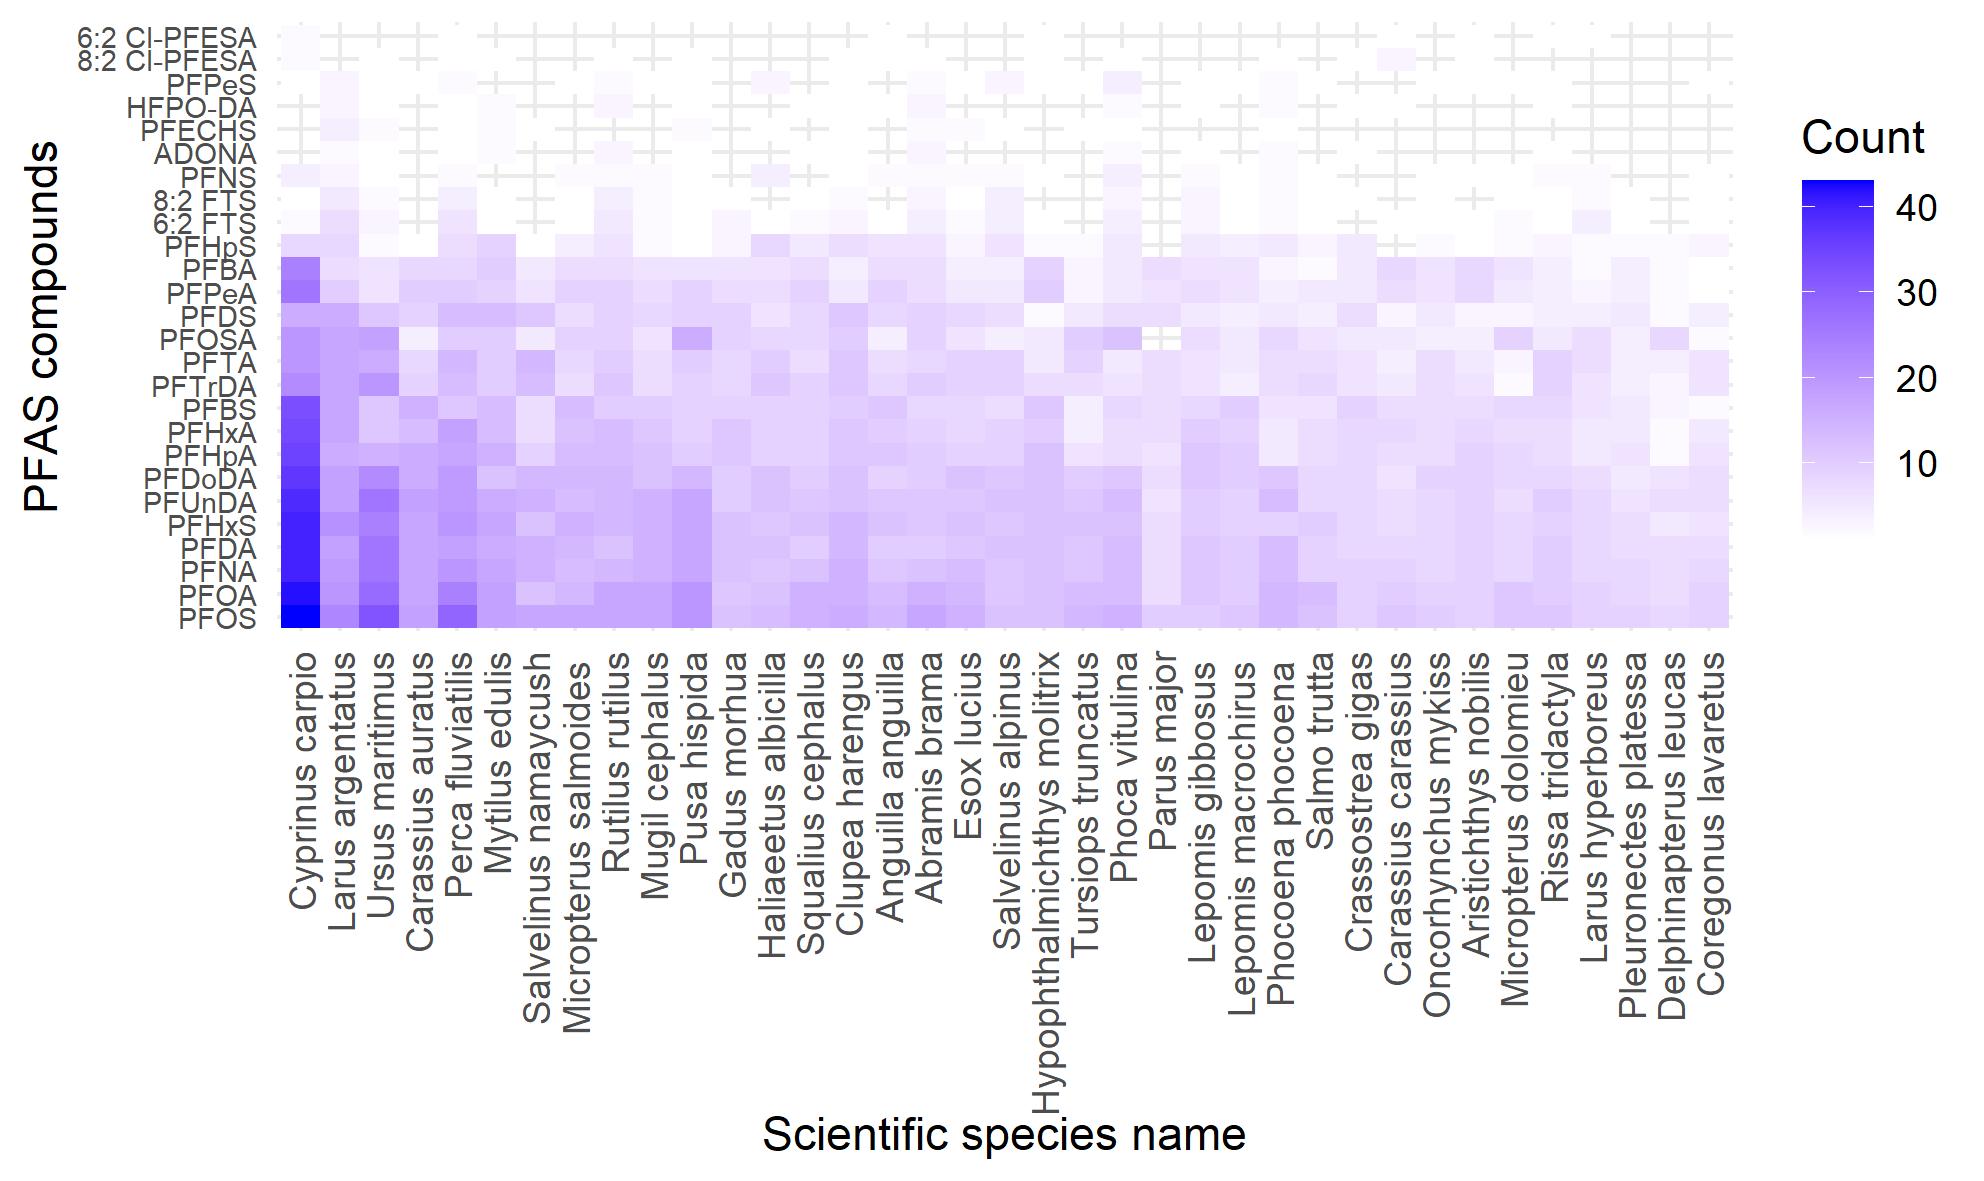 6:2 Cl-PFESA
8:2 Cl-PFESA
PFPeS
HFPO-DA
PFECHS
ADONA
PFNS
8:2 FTS
6:2 FTS
PFHpS
PFBA
PFPeA
PFDS
PFOSA
PFTA
PFTrDA
PFBS
PFHxA
PFHpA
PFDoDA
PFUnDA
PFHxS
PFDA
PFNA
PFOA
PFOS
PFAS compounds
Cyprinus carpio
Larus argentatus
Ursus maritimus
Carassius auratus
Perca fluviatilis
Mytilus edulis
Salvelinus namaycush
Micropterus salmoides
Rutilus rutilus
Mugil cephalus
Pusa hispida
Gadus morhua
Haliaeetus albicilla
Squalius cephalus
Clupea harengus
Anguilla anguilla
Abramis brama
Esox lucius
Salvelinus alpinus
Hypophthalmichthys molitrix
Tursiops truncatus
Phoca vitulina
Parus major
Lepomis gibbosus
Lepomis macrochirus
Phocoena phocoena
Salmo trutta
Crassostrea gigas
Carassius carassius
Oncorhynchus mykiss
Aristichthys nobilis
Micropterus dolomieu
Rissa tridactyla
Larus hyperboreus
Pleuronectes platessa
Delphinapterus leucas
Coregonus lavaretus
Scientific species name
Count
40
30
20
10